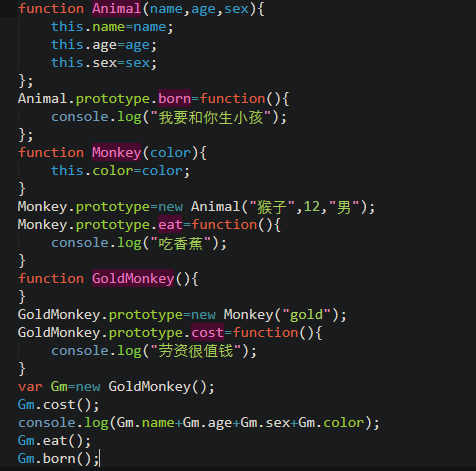 function Animal(name,age,sex){
    this.name=name;
    this.age=age;
    this.sex=sex;
};
Animal.prototype.born=function(){
    console.log("我要和你生小孩");
};
function Monkey(color){
    this.color=color;
}
Monkey.prototype=new Animal("猴子",12,"男");
Monkey.prototype.eat=function(){
    console.log("吃香蕉");
}
function GoldMonkey(){
}
GoldMonkey.prototype=new Monkey("gold");
GoldMonkey.prototype.cost=function(){
    console.log("劳资很值钱");
}
var Gm=new GoldMonkey();
Gm.cost();
console.log(Gm.name+Gm.age+Gm.sex+Gm.color);
Gm.eat();
Gm.born();